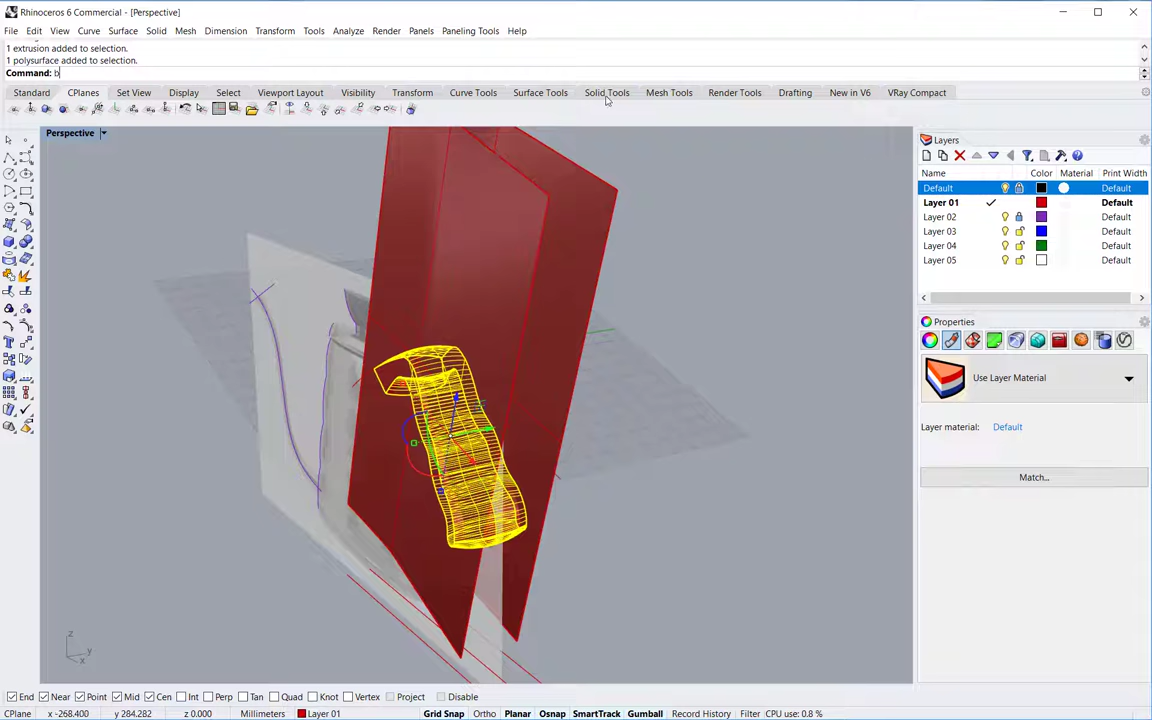 Rhinoceros 6 Commercial - [Perspective]
File Edit View Curve Surface Solid Mesh Dimension Transform Tools Analyze Render Panels Paneling Tools Help
1 extrusion added to selection.
1 polysurface added to selection.
Command: b
Standard CPlanes Set View Display Select Viewport Layout Visibility Transform Curve Tools Surface Tools Solid Tools Mesh Tools Render Tools Drafting New in V6 VRay Compact
Perspective
Layers
Name Color Material Print Width
Default Default
Layer 01 Default
Layer 02 Default
Layer 03 Default
Layer 04 Default
Layer 05 Default
Properties
Use Layer Material
Layer material: Default
Match...
z
y
x
End Near Point Mid Cen Int Perp Tan Quad Knot Vertex Project Disable
CPlane x -268.400 y 284.282 z 0.000 Millimeters Layer 01 Grid Snap Ortho Planar Osnap SmartTrack Gumball Record History Filter CPU use: 0.8 %